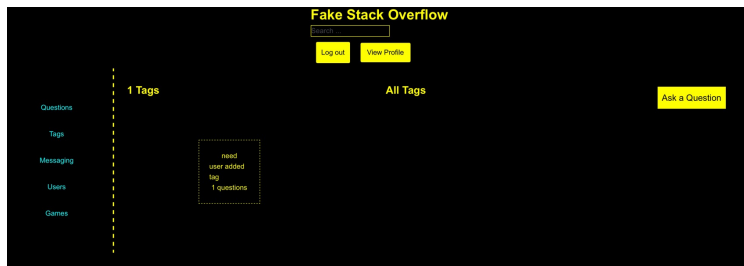 Fake Stack Overflow
Search ...
Log out
View Profile
1 Tags
All Tags
Ask a Question
Questions
Tags
Messaging
Users
Games
need
user added
tag
1 questions